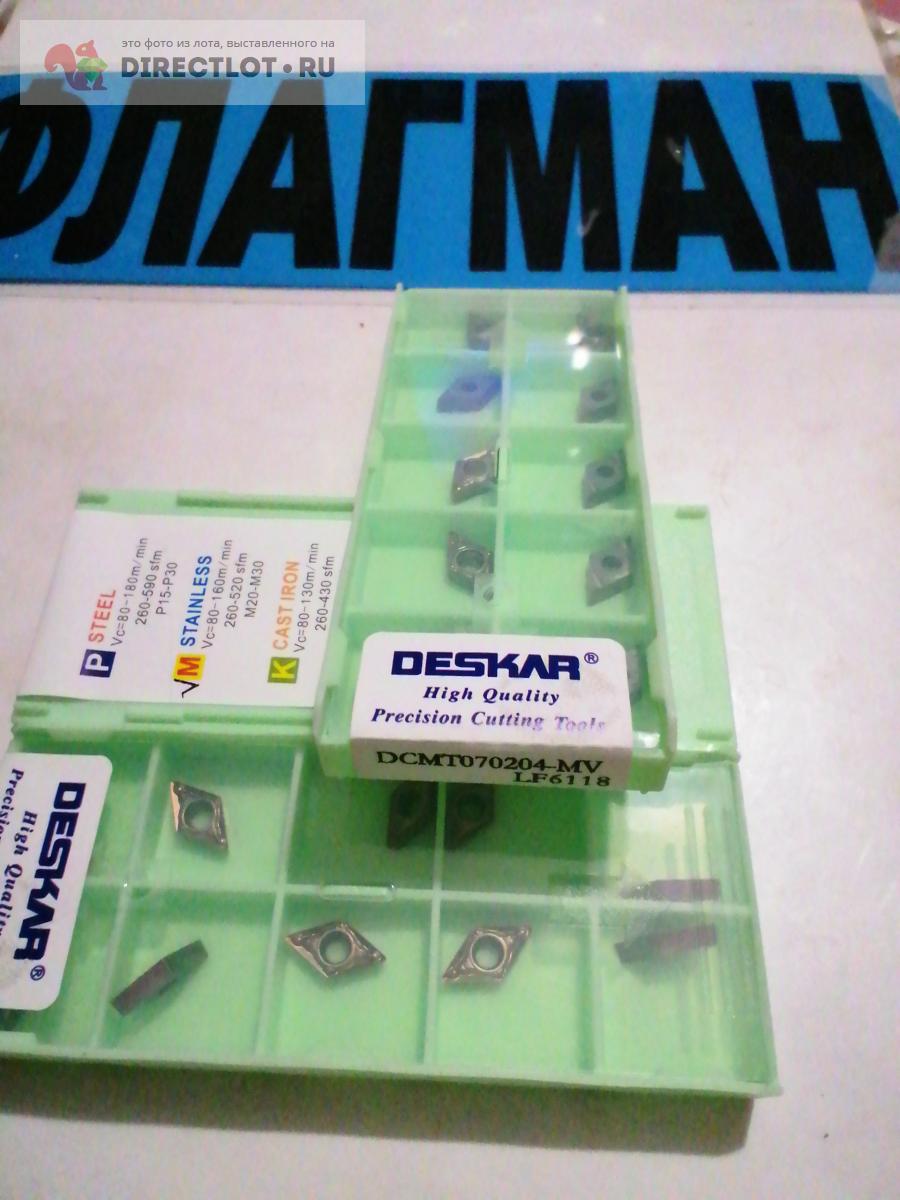 это фото из лота, выставленного на
DIRECTLOT.RU
ФЛАГМАН
P STEEL
Vc=80-180m/min
260-590 sfm
P15-P30
√M STAINLESS
Vc=80-160m/min
260-520 sfm
M20-M30
K CAST IRON
Vc=80-130m/min
260-430 sfm
DESKAR®
High Quality
Precision Cutting Tools
DCMT070204-MV
LF6118
DESKAR®
High Quality